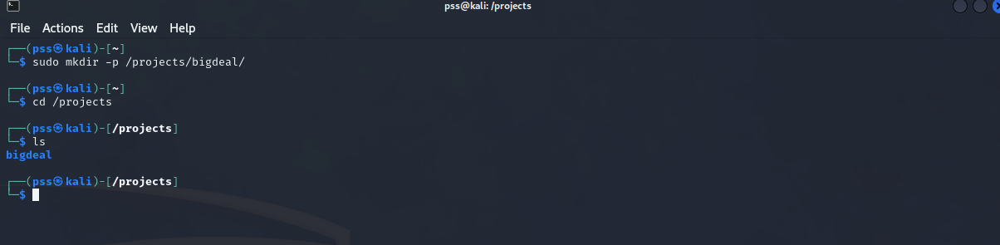 pss@kali: /projects
File Actions Edit View Help
┌──(pss㉿kali)-[~]
└─$ sudo mkdir -p /projects/bigdeal/
┌──(pss㉿kali)-[~]
└─$ cd /projects
┌──(pss㉿kali)-[/projects]
└─$ ls
bigdeal
┌──(pss㉿kali)-[/projects]
└─$